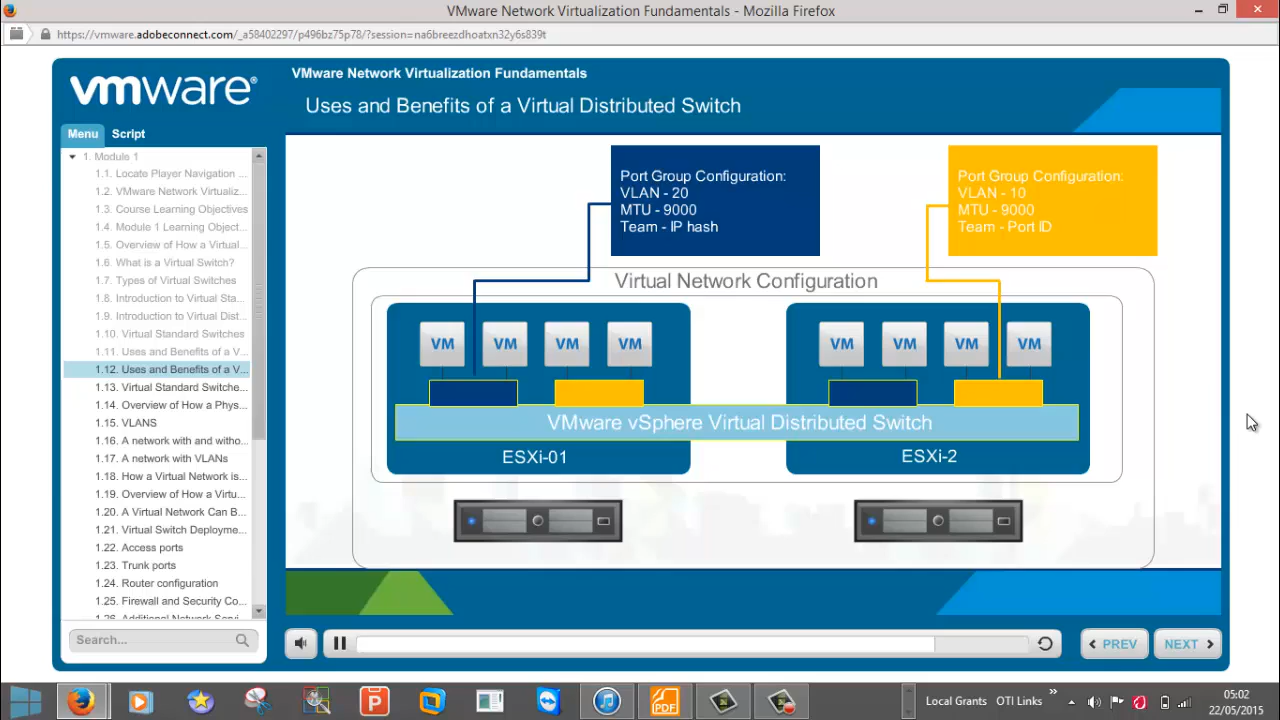 VMware Network Virtualization Fundamentals - Mozilla Firefox
https://vmware.adobeconnect.com/_a58402297/p496bz75p78/?session=na6breezdhoatxn32y6s839t
vmware®
VMware Network Virtualization Fundamentals
Uses and Benefits of a Virtual Distributed Switch
Menu
Script
1. Module 1
1.1. Locate Player Navigation ...
1.2. VMware Network Virtualiz...
1.3. Course Learning Objectives
1.4. Module 1 Learning Object...
1.5. Overview of How a Virtual...
1.6. What is a Virtual Switch?
1.7. Types of Virtual Switches
1.8. Introduction to Virtual Sta...
1.9. Introduction to Virtual Dist...
1.10. Virtual Standard Switches
1.11. Uses and Benefits of a V...
1.12. Uses and Benefits of a V...
1.13. Virtual Standard Switche...
1.14. Overview of How a Phys...
1.15. VLANS
1.16. A network with and witho...
1.17. A network with VLANs
1.18. How a Virtual Network is...
1.19. Overview of How a Virtu...
1.20. A Virtual Network Can B...
1.21. Virtual Switch Deployme...
1.22. Access ports
1.23. Trunk ports
1.24. Router configuration
1.25. Firewall and Security Co...
1.26. Additional Network Servi...
Search...
Port Group Configuration:
VLAN - 20
MTU - 9000
Team - IP hash
Port Group Configuration:
VLAN - 10
MTU - 9000
Team - Port ID
Virtual Network Configuration
VM VM VM VM
VM VM VM VM
VMware vSphere Virtual Distributed Switch
ESXi-01
ESXi-2
PREV
NEXT
Local Grants
OTI Links
05:02
22/05/2015